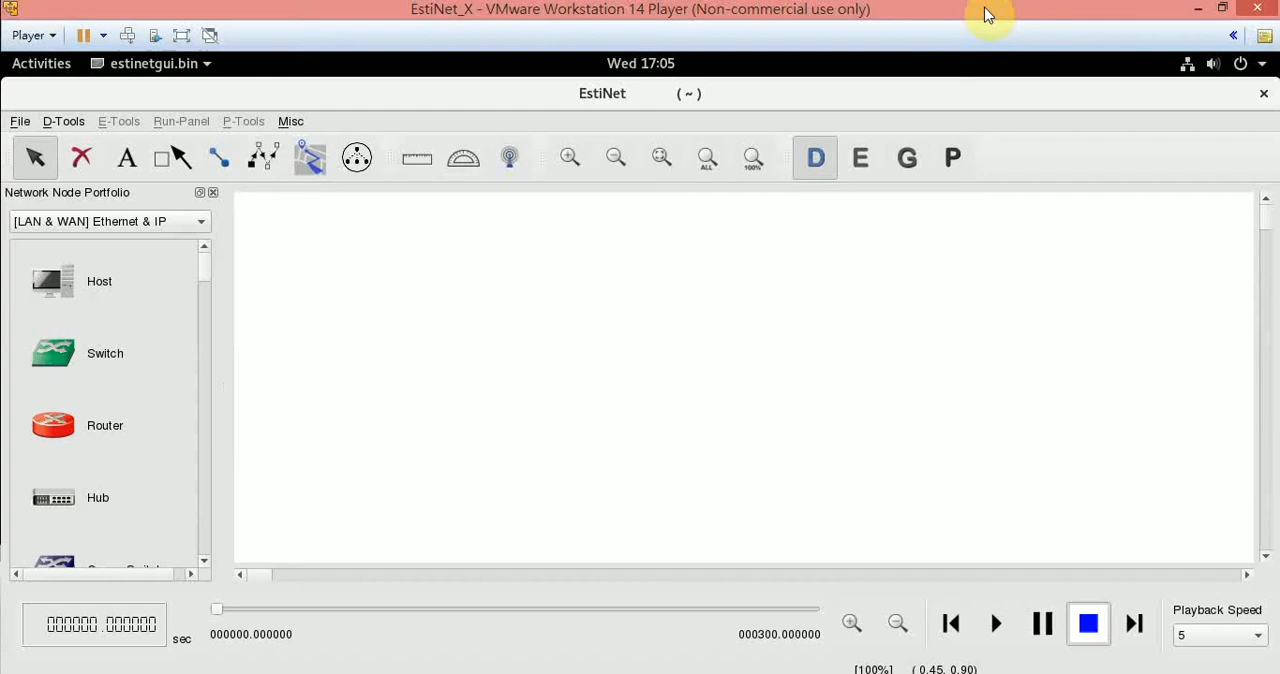 EstiNet_X - VMware Workstation 14 Player (Non-commercial use only)
Player
Activities estinetgui.bin Wed 17:05
EstiNet ( ~ )
File D-Tools E-Tools Run-Panel P-Tools Misc
A ALL 100% D E G P
Network Node Portfolio
[LAN & WAN] Ethernet & IP
Host
Switch
Router
Hub
000000.000000 sec
000000.000000 000300.000000
Playback Speed
5
[100%] ( 0.45, 0.90)